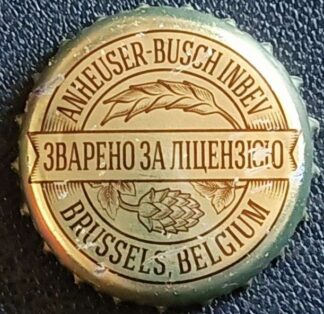 ANHEUSER-BUSCH INBEV
ЗВАРЕНО ЗА ЛІЦЕНЗІЄЮ
BRUSSELS, BELGIUM